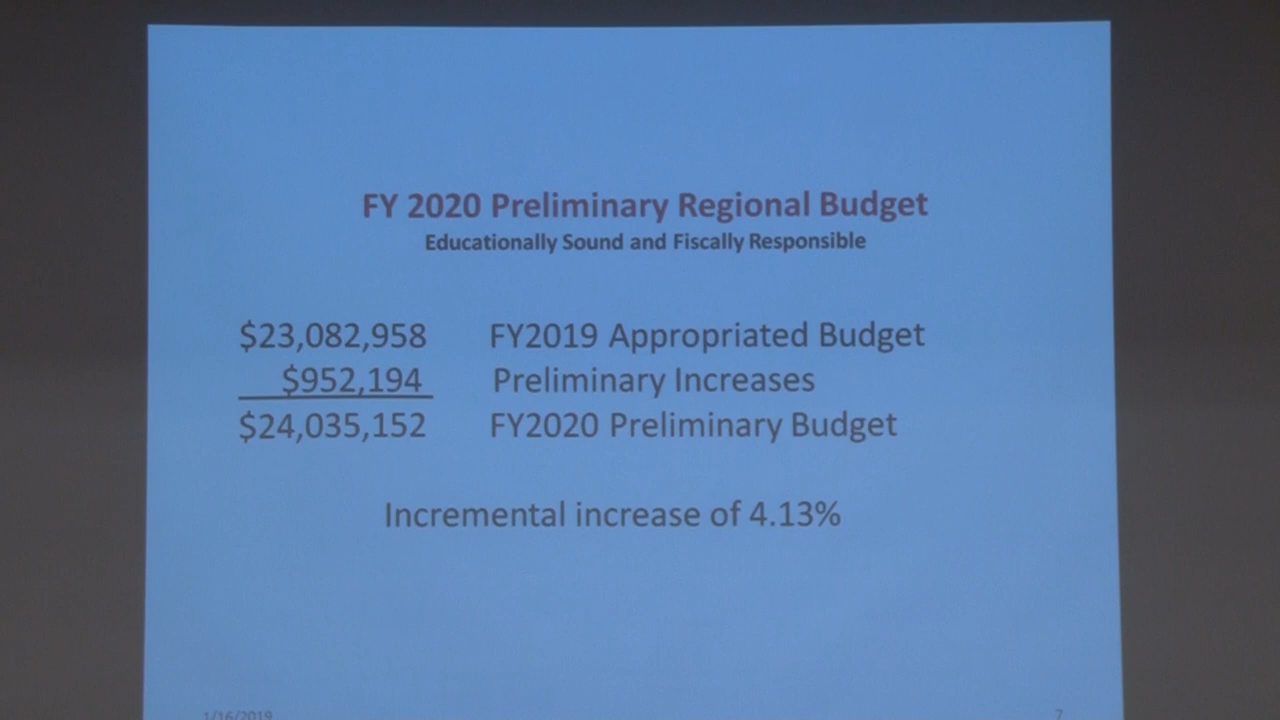 FY 2020 Preliminary Regional Budget
Educationally Sound and Fiscally Responsible
$23,082,958 FY2019 Appropriated Budget
$952,194 Preliminary Increases
$24,035,152 FY2020 Preliminary Budget
Incremental increase of 4.13%
1/16/2019 7